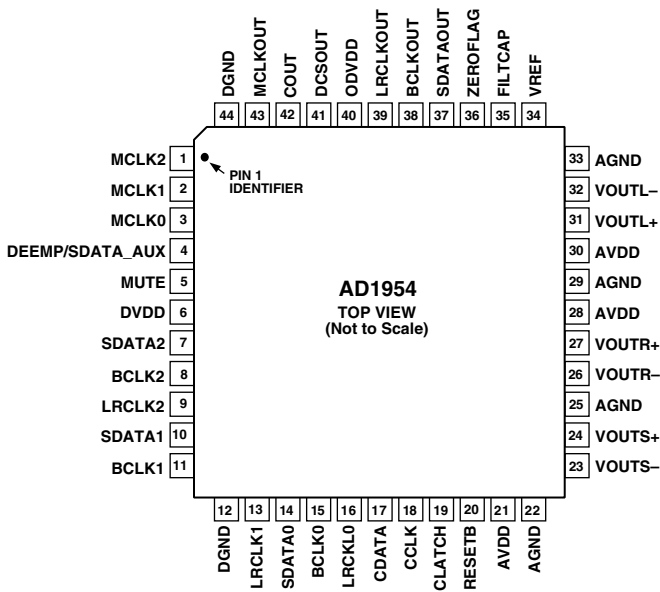 DGND
MCLKOUT
COUT
DCSOUT
ODVDD
LRCLKOUT
BCLKOUT
SDATAOUT
ZEROFLAG
FILTCAP
VREF
44 43 42 41 40 39 38 37 36 35 34
MCLK2 1
MCLK1 2
MCLK0 3
DEEMP/SDATA_AUX 4
MUTE 5
DVDD 6
SDATA2 7
BCLK2 8
LRCLK2 9
SDATA1 10
BCLK1 11
PIN 1
IDENTIFIER
AD1954
TOP VIEW
(Not to Scale)
33 AGND
32 VOUTL–
31 VOUTL+
30 AVDD
29 AGND
28 AVDD
27 VOUTR+
26 VOUTR–
25 AGND
24 VOUTS+
23 VOUTS–
12 13 14 15 16 17 18 19 20 21 22
DGND
LRCLK1
SDATA0
BCLK0
LRCKL0
CDATA
CCLK
CLATCH
RESETB
AVDD
AGND